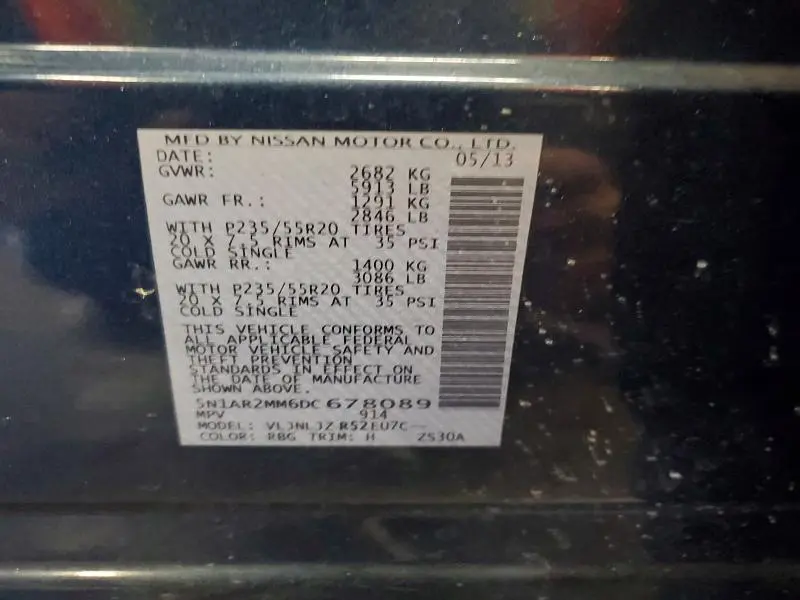 MFD BY NISSAN MOTOR CO., LTD.
DATE: 05/13
GVWR: 2682 KG
5913 LB
GAWR FR.: 1291 KG
2846 LB
WITH P235/55R20 TIRES
20 X 7.5 RIMS AT 35 PSI
COLD SINGLE
GAWR RR.: 1400 KG
3086 LB
WITH P235/55R20 TIRES
20 X 7.5 RIMS AT 35 PSI
COLD SINGLE
THIS VEHICLE CONFORMS TO
ALL APPLICABLE FEDERAL
MOTOR VEHICLE SAFETY AND
THEFT PREVENTION
STANDARDS IN EFFECT ON
THE DATE OF MANUFACTURE
SHOWN ABOVE.
5N1AR2MM6DC678089
MPV 914
MODEL: VLJNLJZ R52EU7C--
COLOR: RBG TRIM: H ZS30A